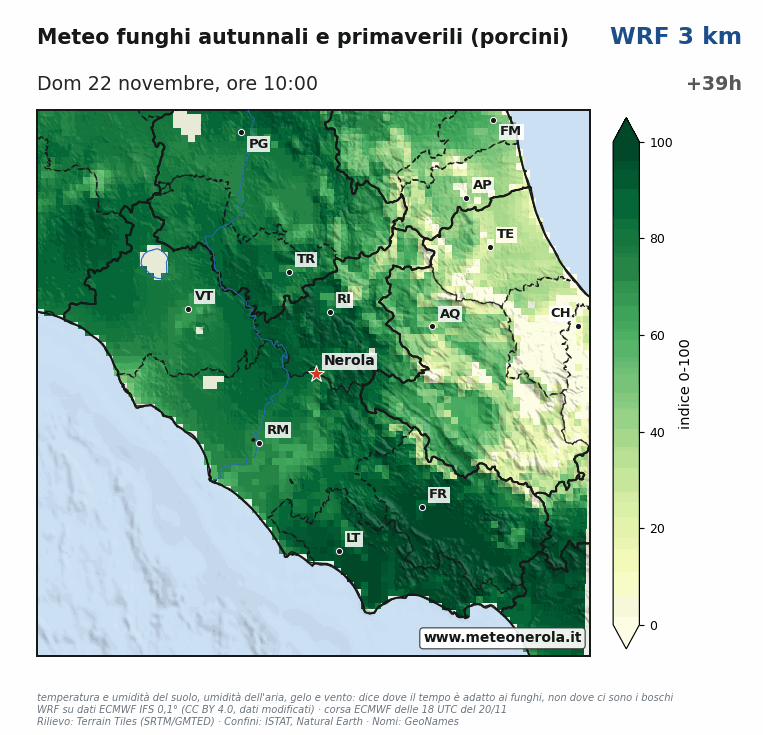 Meteo funghi autunnali e primaverili (porcini)
WRF 3 km
Dom 22 novembre, ore 10:00
+39h
FM
PG
AP
TE
TR
VT
RI
AQ
CH
Nerola
RM
FR
LT
www.meteonerola.it
100
80
60
40
20
0
indice 0-100
temperatura e umidità del suolo, umidità dell'aria, gelo e vento: dice dove il tempo è adatto ai funghi, non dove ci sono i boschi
WRF su dati ECMWF IFS 0,1° (CC BY 4.0, dati modificati) · corsa ECMWF delle 18 UTC del 20/11
Rilievo: Terrain Tiles (SRTM/GMTED) · Confini: ISTAT, Natural Earth · Nomi: GeoNames